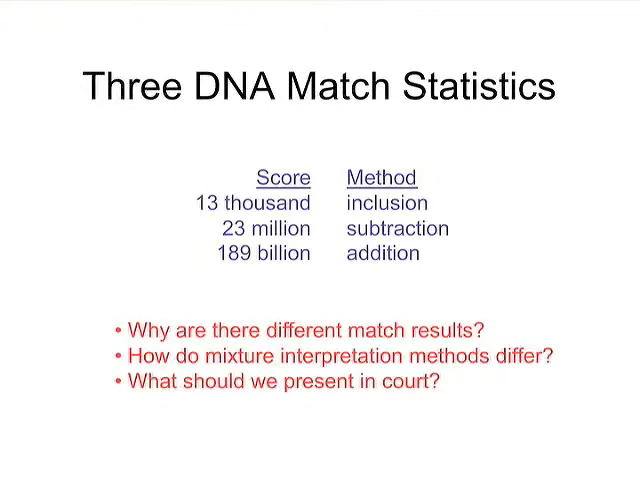 Three DNA Match Statistics
Score Method
13 thousand inclusion
23 million subtraction
189 billion addition
• Why are there different match results?
• How do mixture interpretation methods differ?
• What should we present in court?